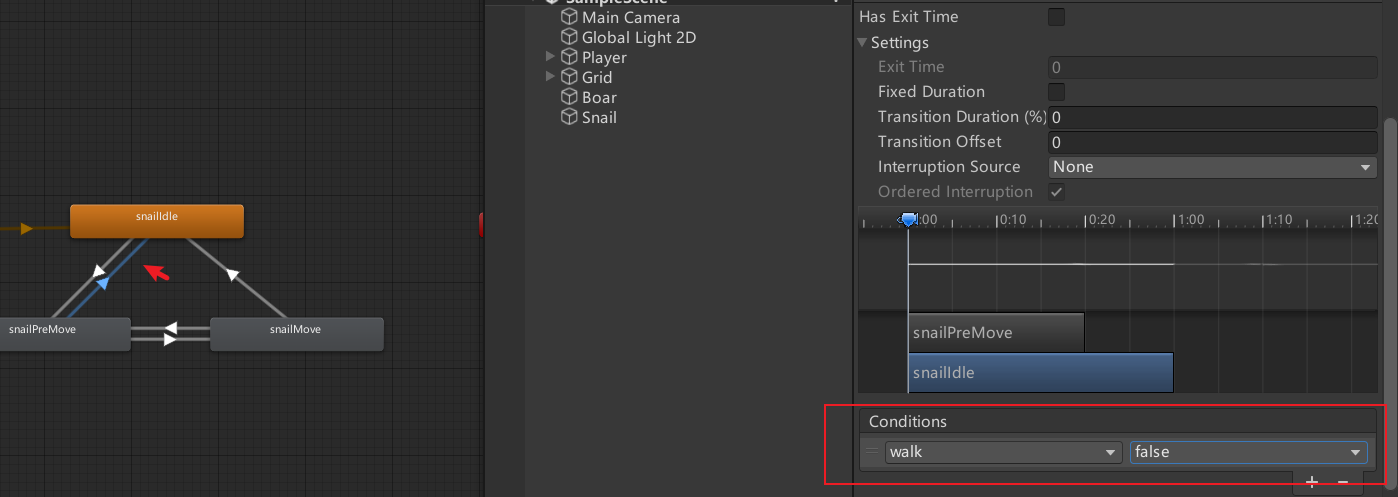 SampleScene
Main Camera
Global Light 2D
Player
Grid
Boar
Snail
snailIdle
snailPreMove
snailMove
Has Exit Time
Settings
Exit Time 0
Fixed Duration
Transition Duration (%) 0
Transition Offset 0
Interruption Source None
Ordered Interruption
:00 0:10 0:20 1:00 1:10 1:20
snailPreMove
snailIdle
Conditions
walk false